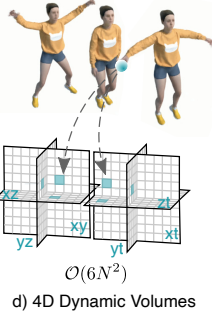 xz
zt
yz
xy
yt
xt
O(6N²)
d) 4D Dynamic Volumes